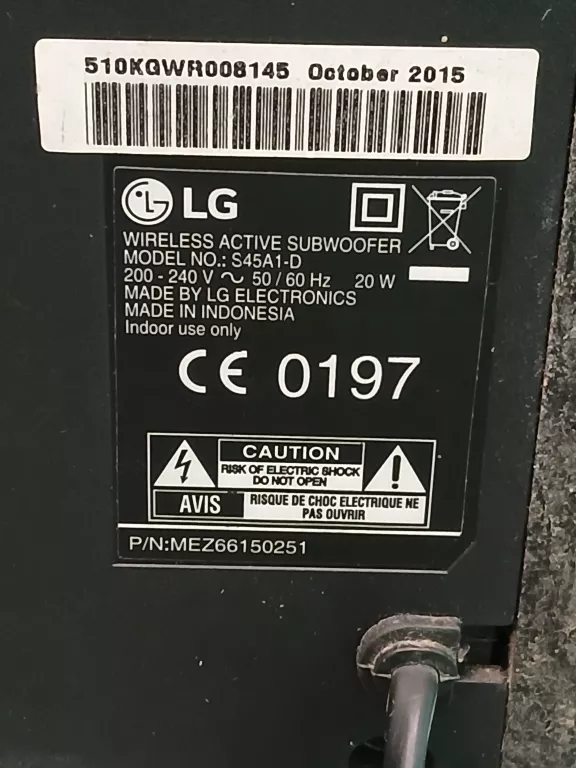 510KGWR008145 October 2015
LG
WIRELESS ACTIVE SUBWOOFER
MODEL NO.: S45A1-D
200 - 240 V ~ 50 / 60 Hz 20 W
MADE BY LG ELECTRONICS
MADE IN INDONESIA
Indoor use only
CE 0197
CAUTION
RISK OF ELECTRIC SHOCK
DO NOT OPEN
AVIS
RISQUE DE CHOC ELECTRIQUE NE
PAS OUVRIR
P/N:MEZ66150251